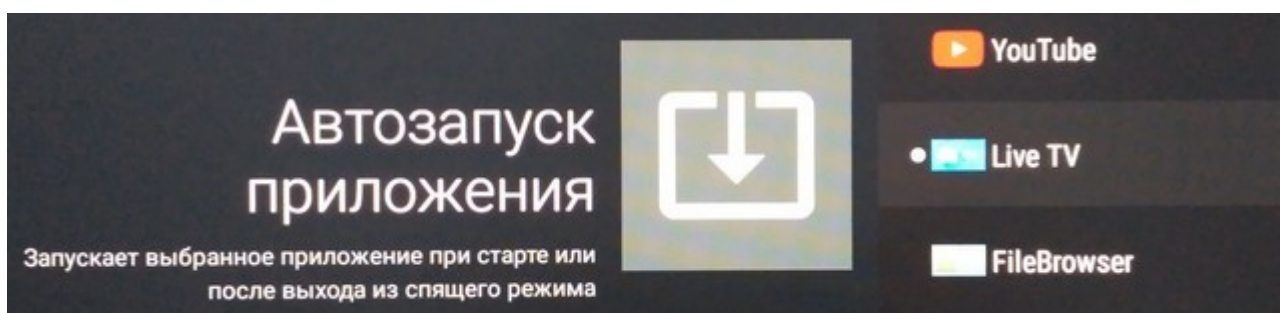 Автозапуск
приложения
Запускает выбранное приложение при старте или
после выхода из спящего режима
YouTube
Live TV
FileBrowser